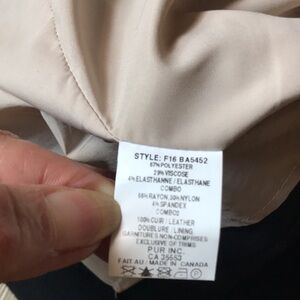 STYLE: F16 BA5452
67% POLYESTER
29% VISCOSE
4% ELASTHANNE / ELASTHANE
COMBO
66% RAYON, 30% NYLON
4% SPANDEX
COMBO2
100% CUIR / LEATHER
DOUBLURE LINING
GARNITURES NON-COMPRISES
EXCLUSIVE OF TRIMS
PUR INC.
CA 35653
FAIT AU / MADE IN CANADA